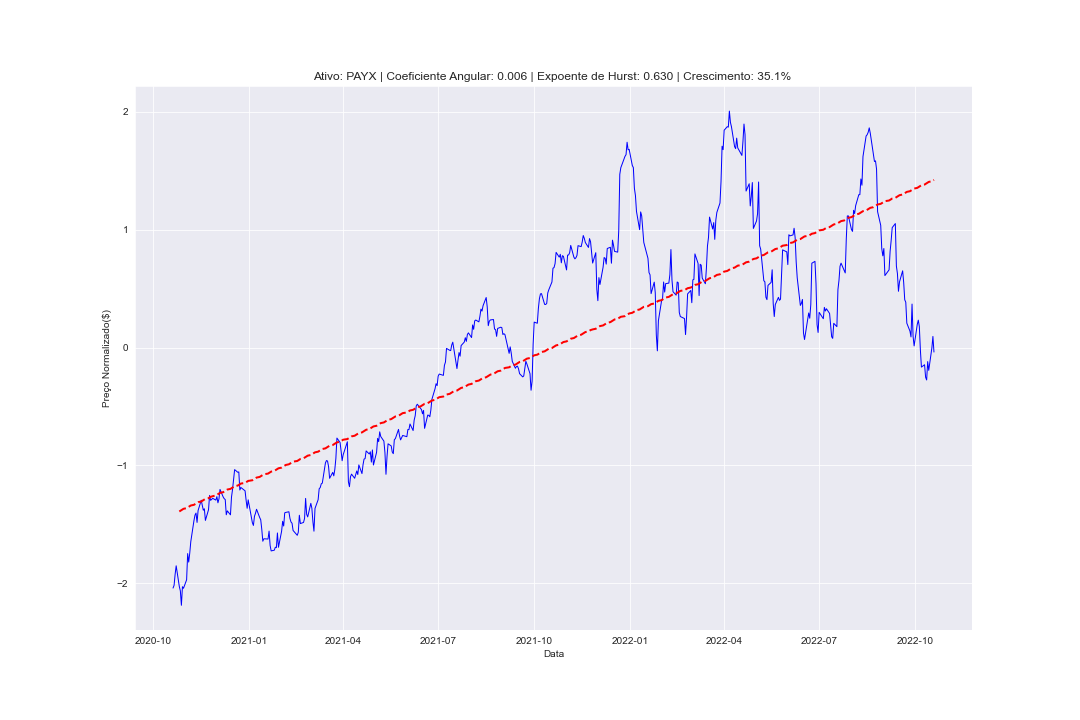 Ativo: PAYX | Coeficiente Angular: 0.006 | Expoente de Hurst: 0.630 | Crescimento: 35.1%
2
1
0
−1
−2
Preço Normalizado($)
2020-10 2021-01 2021-04 2021-07 2021-10 2022-01 2022-04 2022-07 2022-10
Data